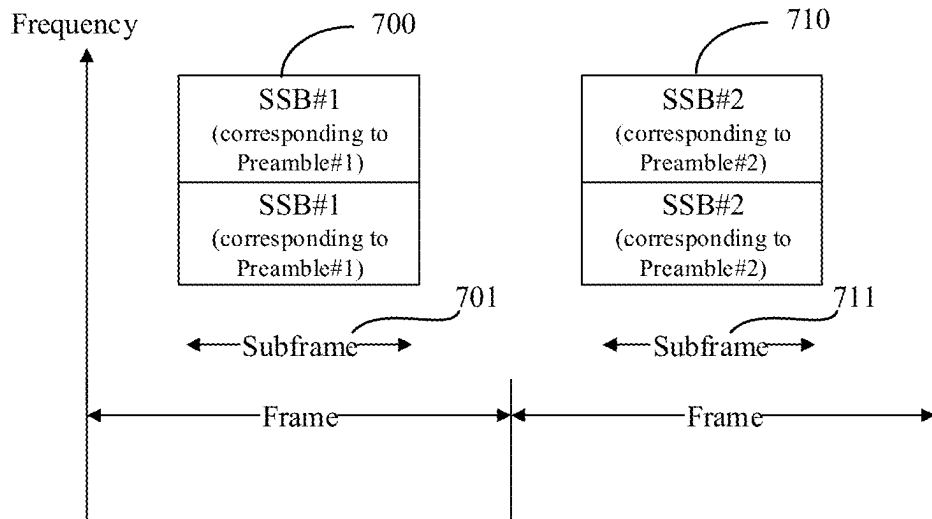 Frequency
700
710
SSB#1
(corresponding to
Preamble#1)
SSB#1
(corresponding to
Preamble#1)
SSB#2
(corresponding to
Preamble#2)
SSB#2
(corresponding to
Preamble#2)
701
711
Subframe
Subframe
Frame
Frame